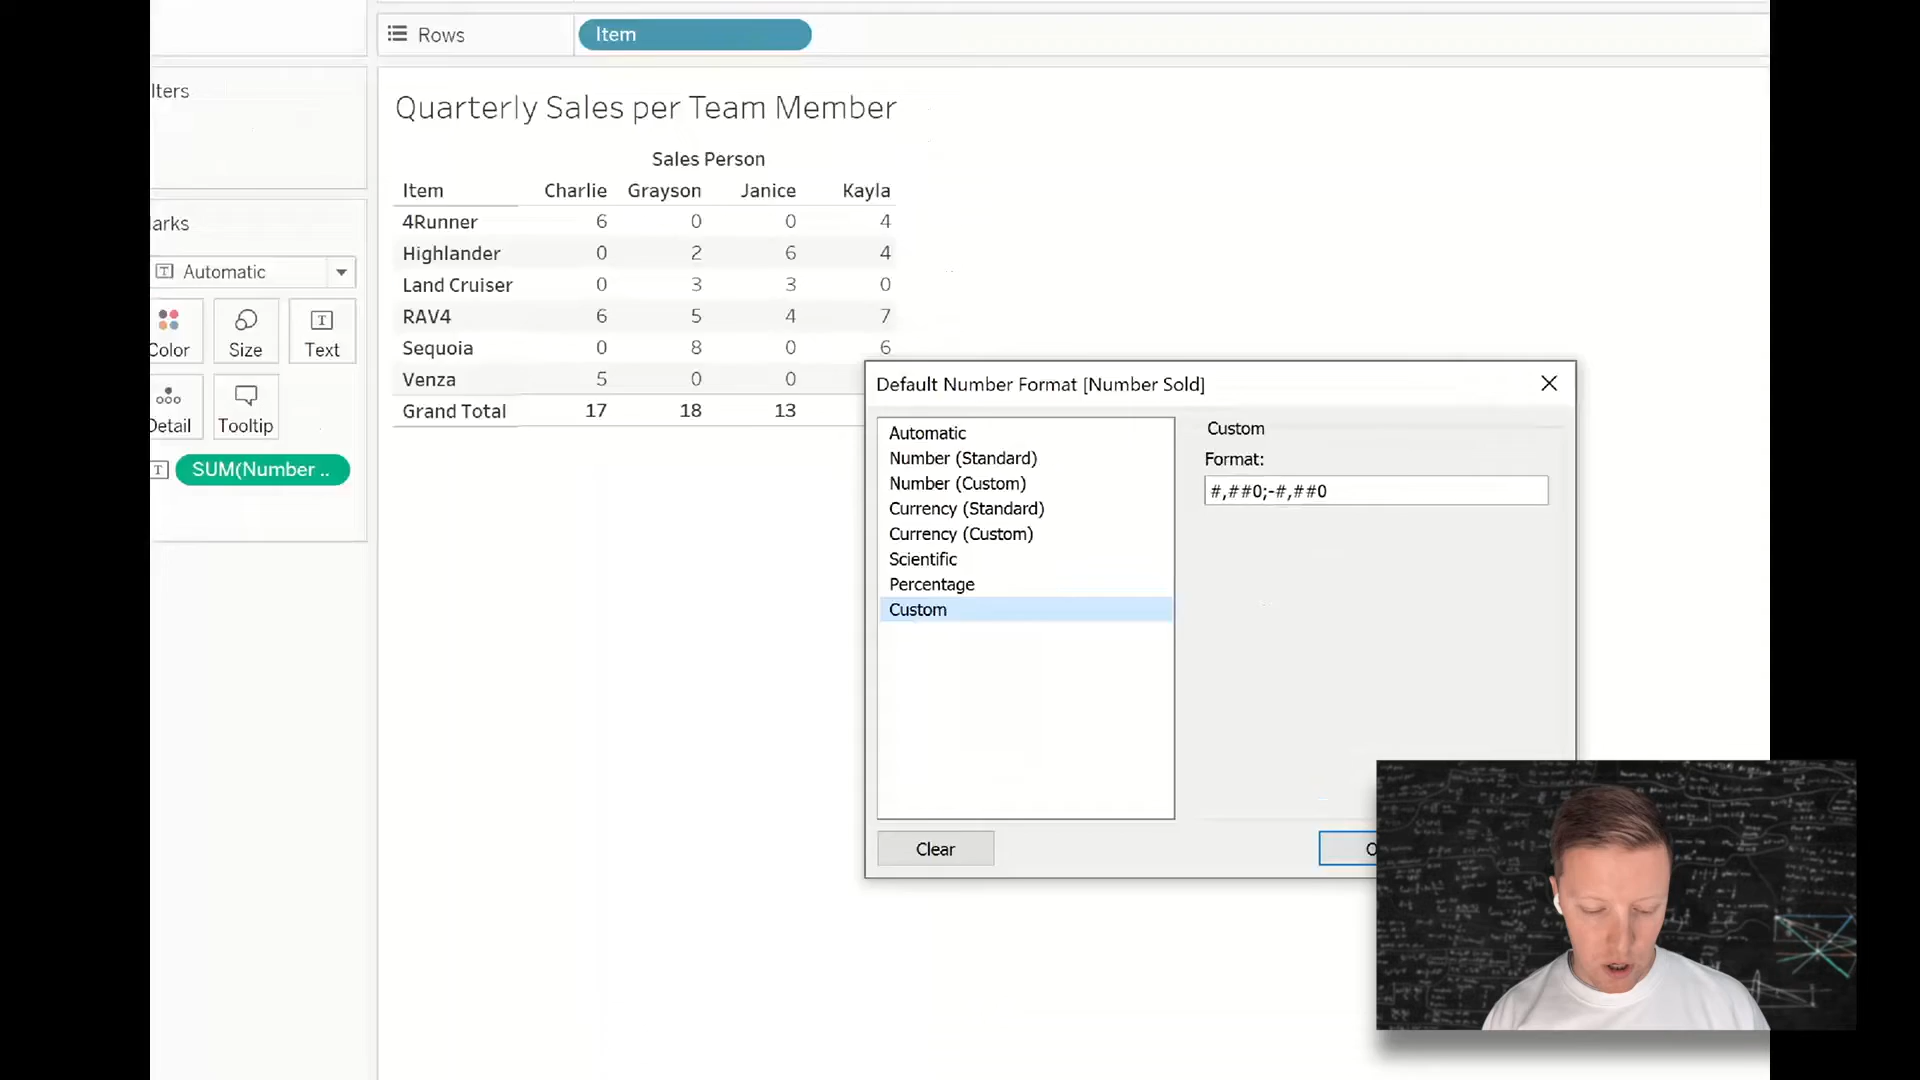 Rows
Item
lters
Quarterly Sales per Team Member
Sales Person
Item Charlie Grayson Janice Kayla
4Runner 6 0 0 4
Highlander 0 2 6 4
Land Cruiser 0 3 3 0
RAV4 6 5 4 7
Sequoia 0 8 0 6
Venza 5 0 0
Grand Total 17 18 13
arks
T Automatic
Color Size Text
Detail Tooltip
T SUM(Number ..
Default Number Format [Number Sold]
Automatic
Number (Standard)
Number (Custom)
Currency (Standard)
Currency (Custom)
Scientific
Percentage
Custom
Custom
Format:
#,##0;-#,##0
Clear
O